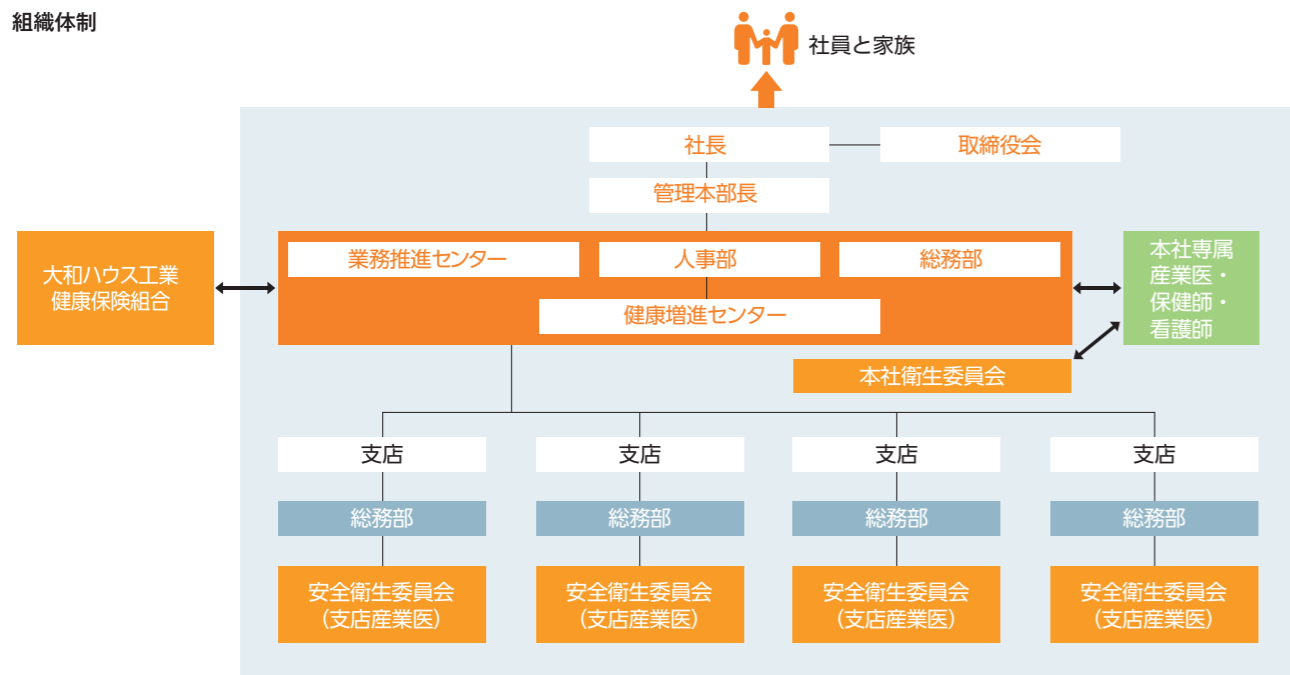 組織体制
社員と家族
社長
取締役会
管理本部長
大和ハウス工業
健康保険組合
業務推進センター
人事部
総務部
健康増進センター
本社専属
産業医・
保健師・
看護師
本社衛生委員会
支店
支店
支店
支店
総務部
総務部
総務部
総務部
安全衛生委員会
(支店産業医)
安全衛生委員会
(支店産業医)
安全衛生委員会
(支店産業医)
安全衛生委員会
(支店産業医)